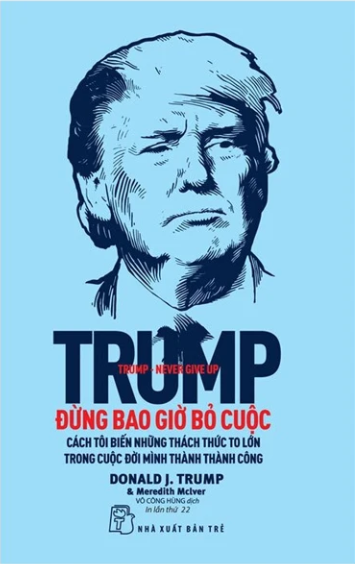 TRUMP
TRUMP - NEVER GIVE UP
ĐỪNG BAO GIỜ BỎ CUỘC
CÁCH TÔI BIẾN NHỮNG THÁCH THỨC TO LỚN
TRONG CUỘC ĐỜI MÌNH THÀNH THÀNH CÔNG
DONALD J. TRUMP
& Meredith McIver
VÕ CÔNG HÙNG dịch
In lần thứ 22
NHÀ XUẤT BẢN TRẺ